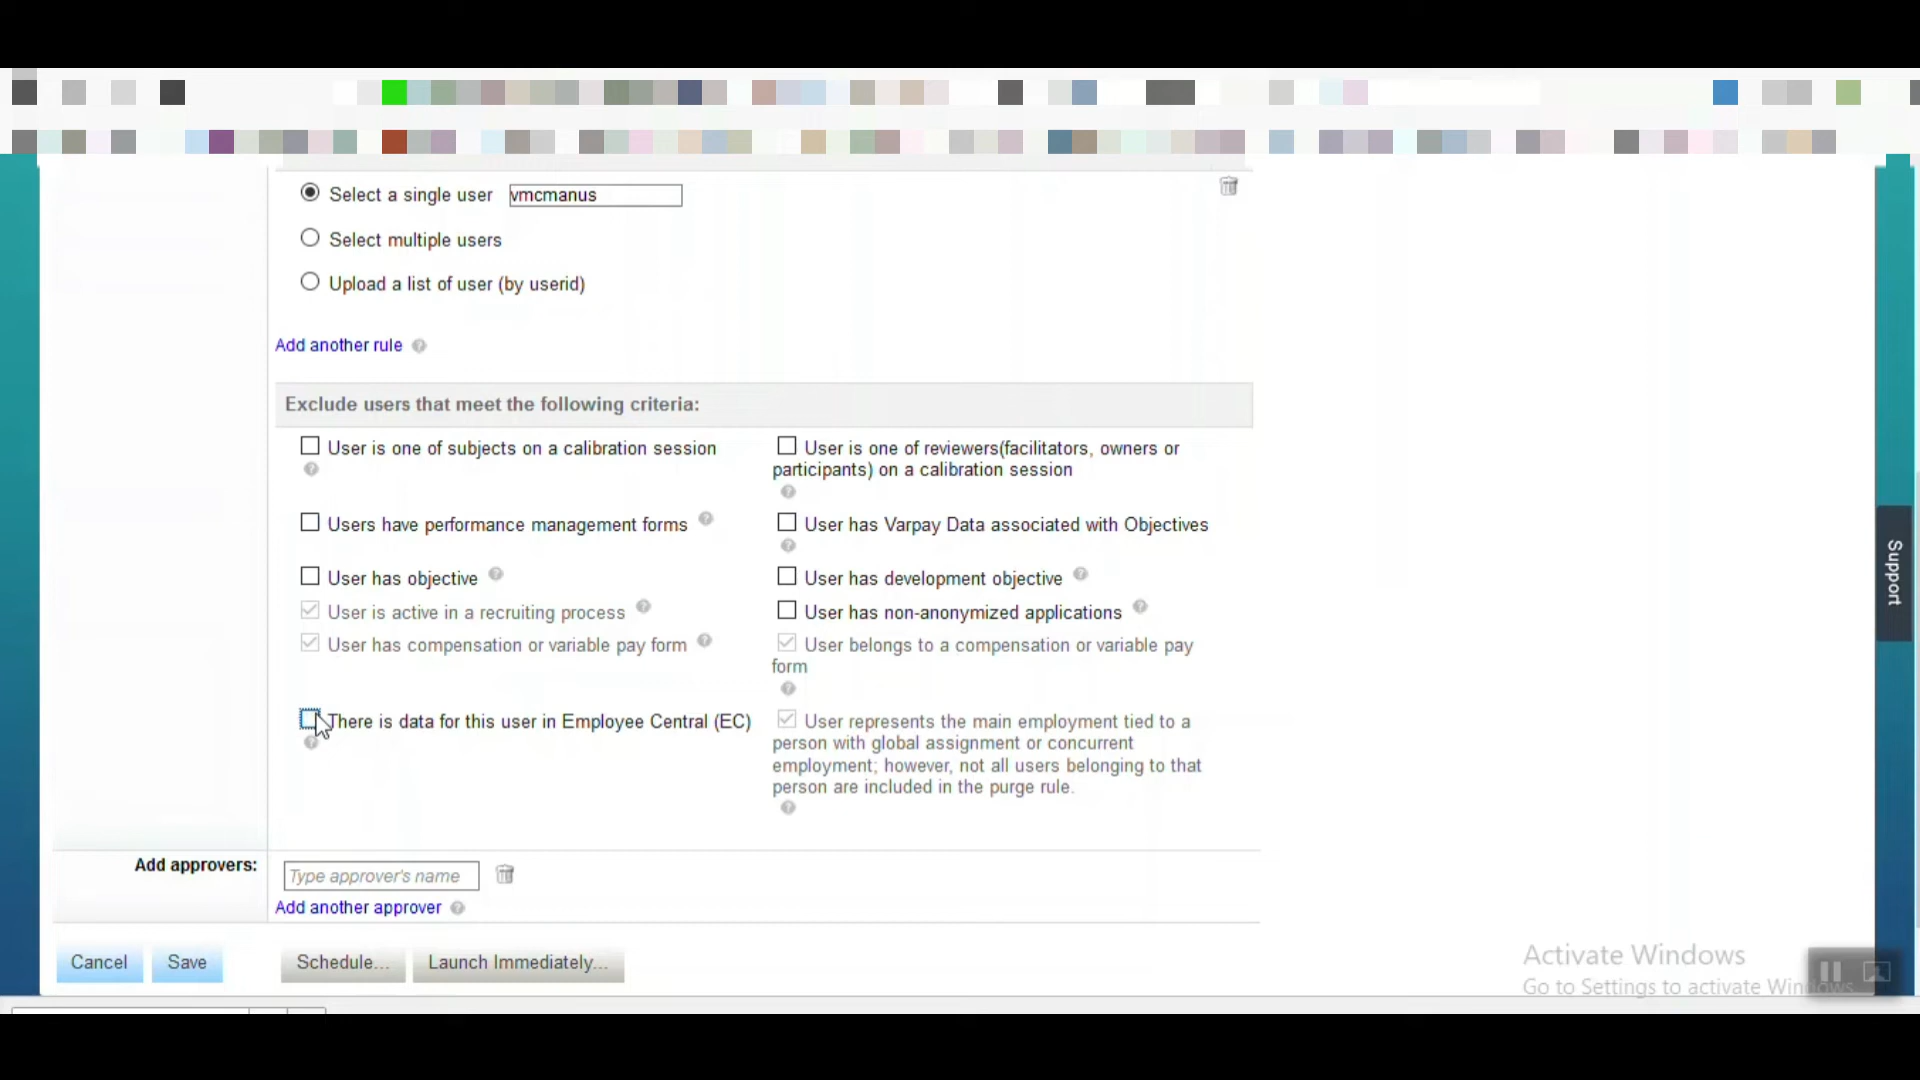 Select a single user vmcmanus
Select multiple users
Upload a list of user (by userid)
Add another rule
Exclude users that meet the following criteria:
User is one of subjects on a calibration session
User is one of reviewers(facilitators, owners or
participants) on a calibration session
Users have performance management forms
User has Varpay Data associated with Objectives
User has objective
User has development objective
User is active in a recruiting process
User has non-anonymized applications
User has compensation or variable pay form
User belongs to a compensation or variable pay
form
There is data for this user in Employee Central (EC)
User represents the main employment tied to a
person with global assignment or concurrent
employment; however, not all users belonging to that
person are included in the purge rule.
Add approvers:
Type approver's name
Add another approver
Cancel Save Schedule... Launch Immediately...
Support
Activate Windows
Go to Settings to activate Windows.